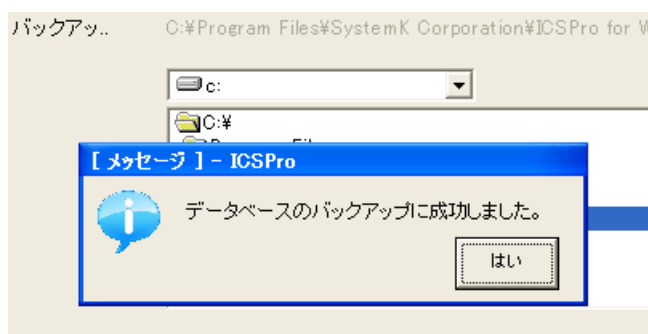 バックアッ..
C:¥Program Files¥SystemK Corporation¥ICSPro for
c:
C:¥
[ メッセージ ] - ICSPro
データベースのバックアップに成功しました。
はい